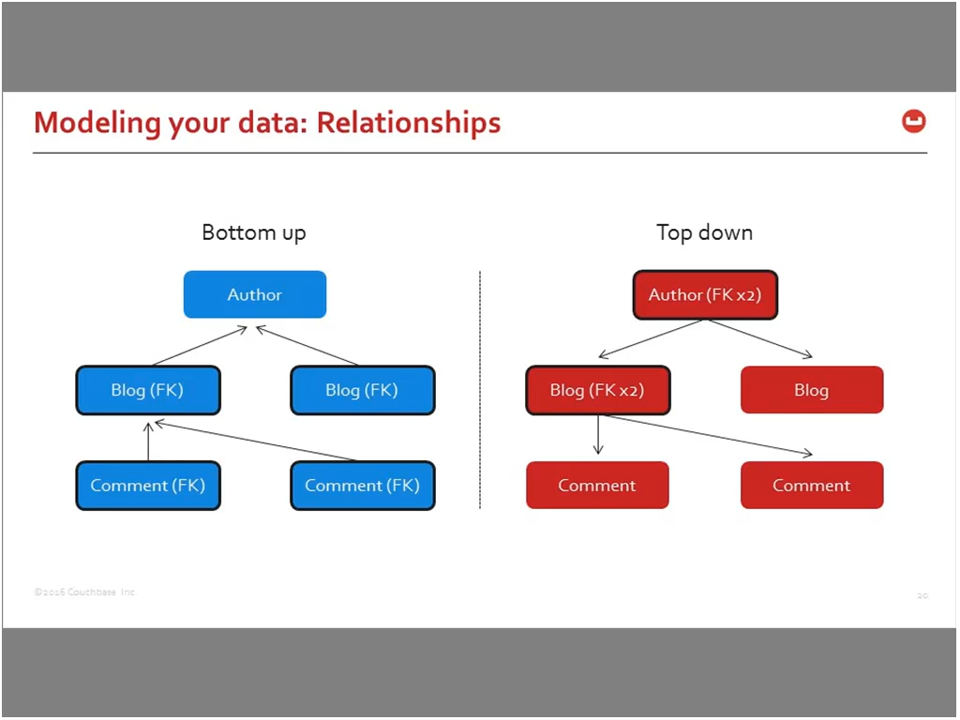 Modeling your data: Relationships
Bottom up
Author
Blog (FK)
Blog (FK)
Comment (FK)
Comment (FK)
Top down
Author (FK x2)
Blog (FK x2)
Blog
Comment
Comment
©2016 Couchbase Inc
20